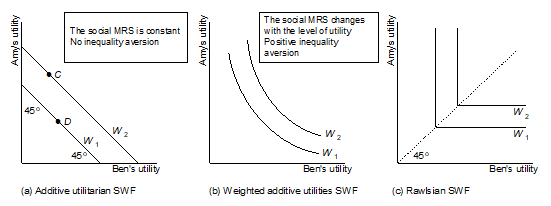 Amy's utility
The social MRS is constant
No inequality aversion
C
D
45°
45°
W1
W2
Ben's utility
(a) Additive utilitarian SWF
Amy's utility
The social MRS changes
with the level of utility
Positive inequality
aversion
W2
W1
Ben's utility
(b) Weighted additive utilities SWF
Amy's utility
W2
W1
45°
Ben's utility
(c) Rawlsian SWF